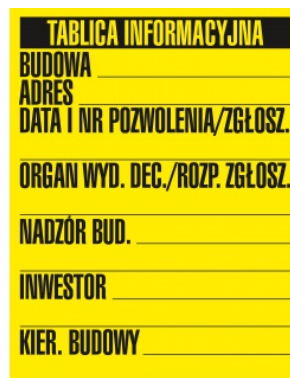 TABLICA INFORMACYJNA
BUDOWA
ADRES
DATA I NR POZWOLENIA/ZGŁOSZ.
ORGAN WYD. DEC./ROZP. ZGŁOSZ.
NADZÓR BUD.
INWESTOR
KIER. BUDOWY